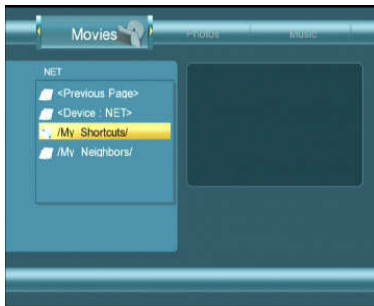 Movies Photos Music
NET
<Previous Page>
<Device : NET>
/My Shortcuts/
/My Neighbors/